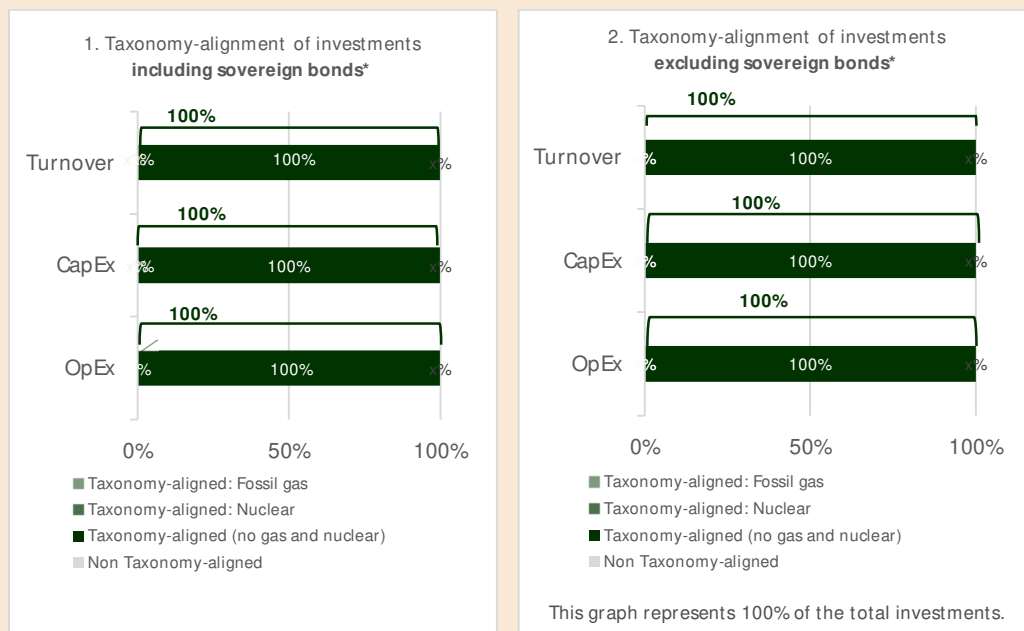 1. Taxonomy-alignment of investments
including sovereign bonds*
100%
Turnover
%
100%
x%
100%
CapEx
%
100%
x%
100%
OpEx
%
100%
x%
0%
50%
100%
Taxonomy-aligned: Fossil gas
Taxonomy-aligned: Nuclear
Taxonomy-aligned (no gas and nuclear)
Non Taxonomy-aligned
2. Taxonomy-alignment of investments
excluding sovereign bonds*
100%
Turnover
%
100%
x%
100%
CapEx
%
100%
x%
100%
OpEx
%
100%
x%
0%
50%
100%
Taxonomy-aligned: Fossil gas
Taxonomy-aligned: Nuclear
Taxonomy-aligned (no gas and nuclear)
Non Taxonomy-aligned
This graph represents 100% of the total investments.